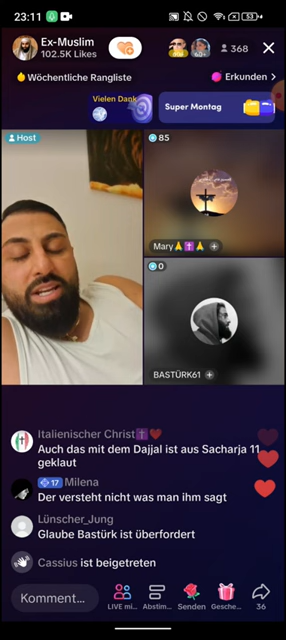 23:11
53
Ex-Muslim
102.5K Likes
368
Wöchentliche Rangliste
Erkunden >
Vielen Dank
Super Montag
Host
85
Mary🙏✝️🙏 +
0
BASTÜRK61 +
Italienischer Christ✝️❤️
Auch das mit dem Dajjal ist aus Sacharja 11
geklaut
17 Milena
Der versteht nicht was man ihm sagt
Lünscher_Jung
Glaube Bastürk ist überfordert
Cassius ist beigetreten
Komment...
LIVE mi...
Abstim...
Senden
Gesche...
36